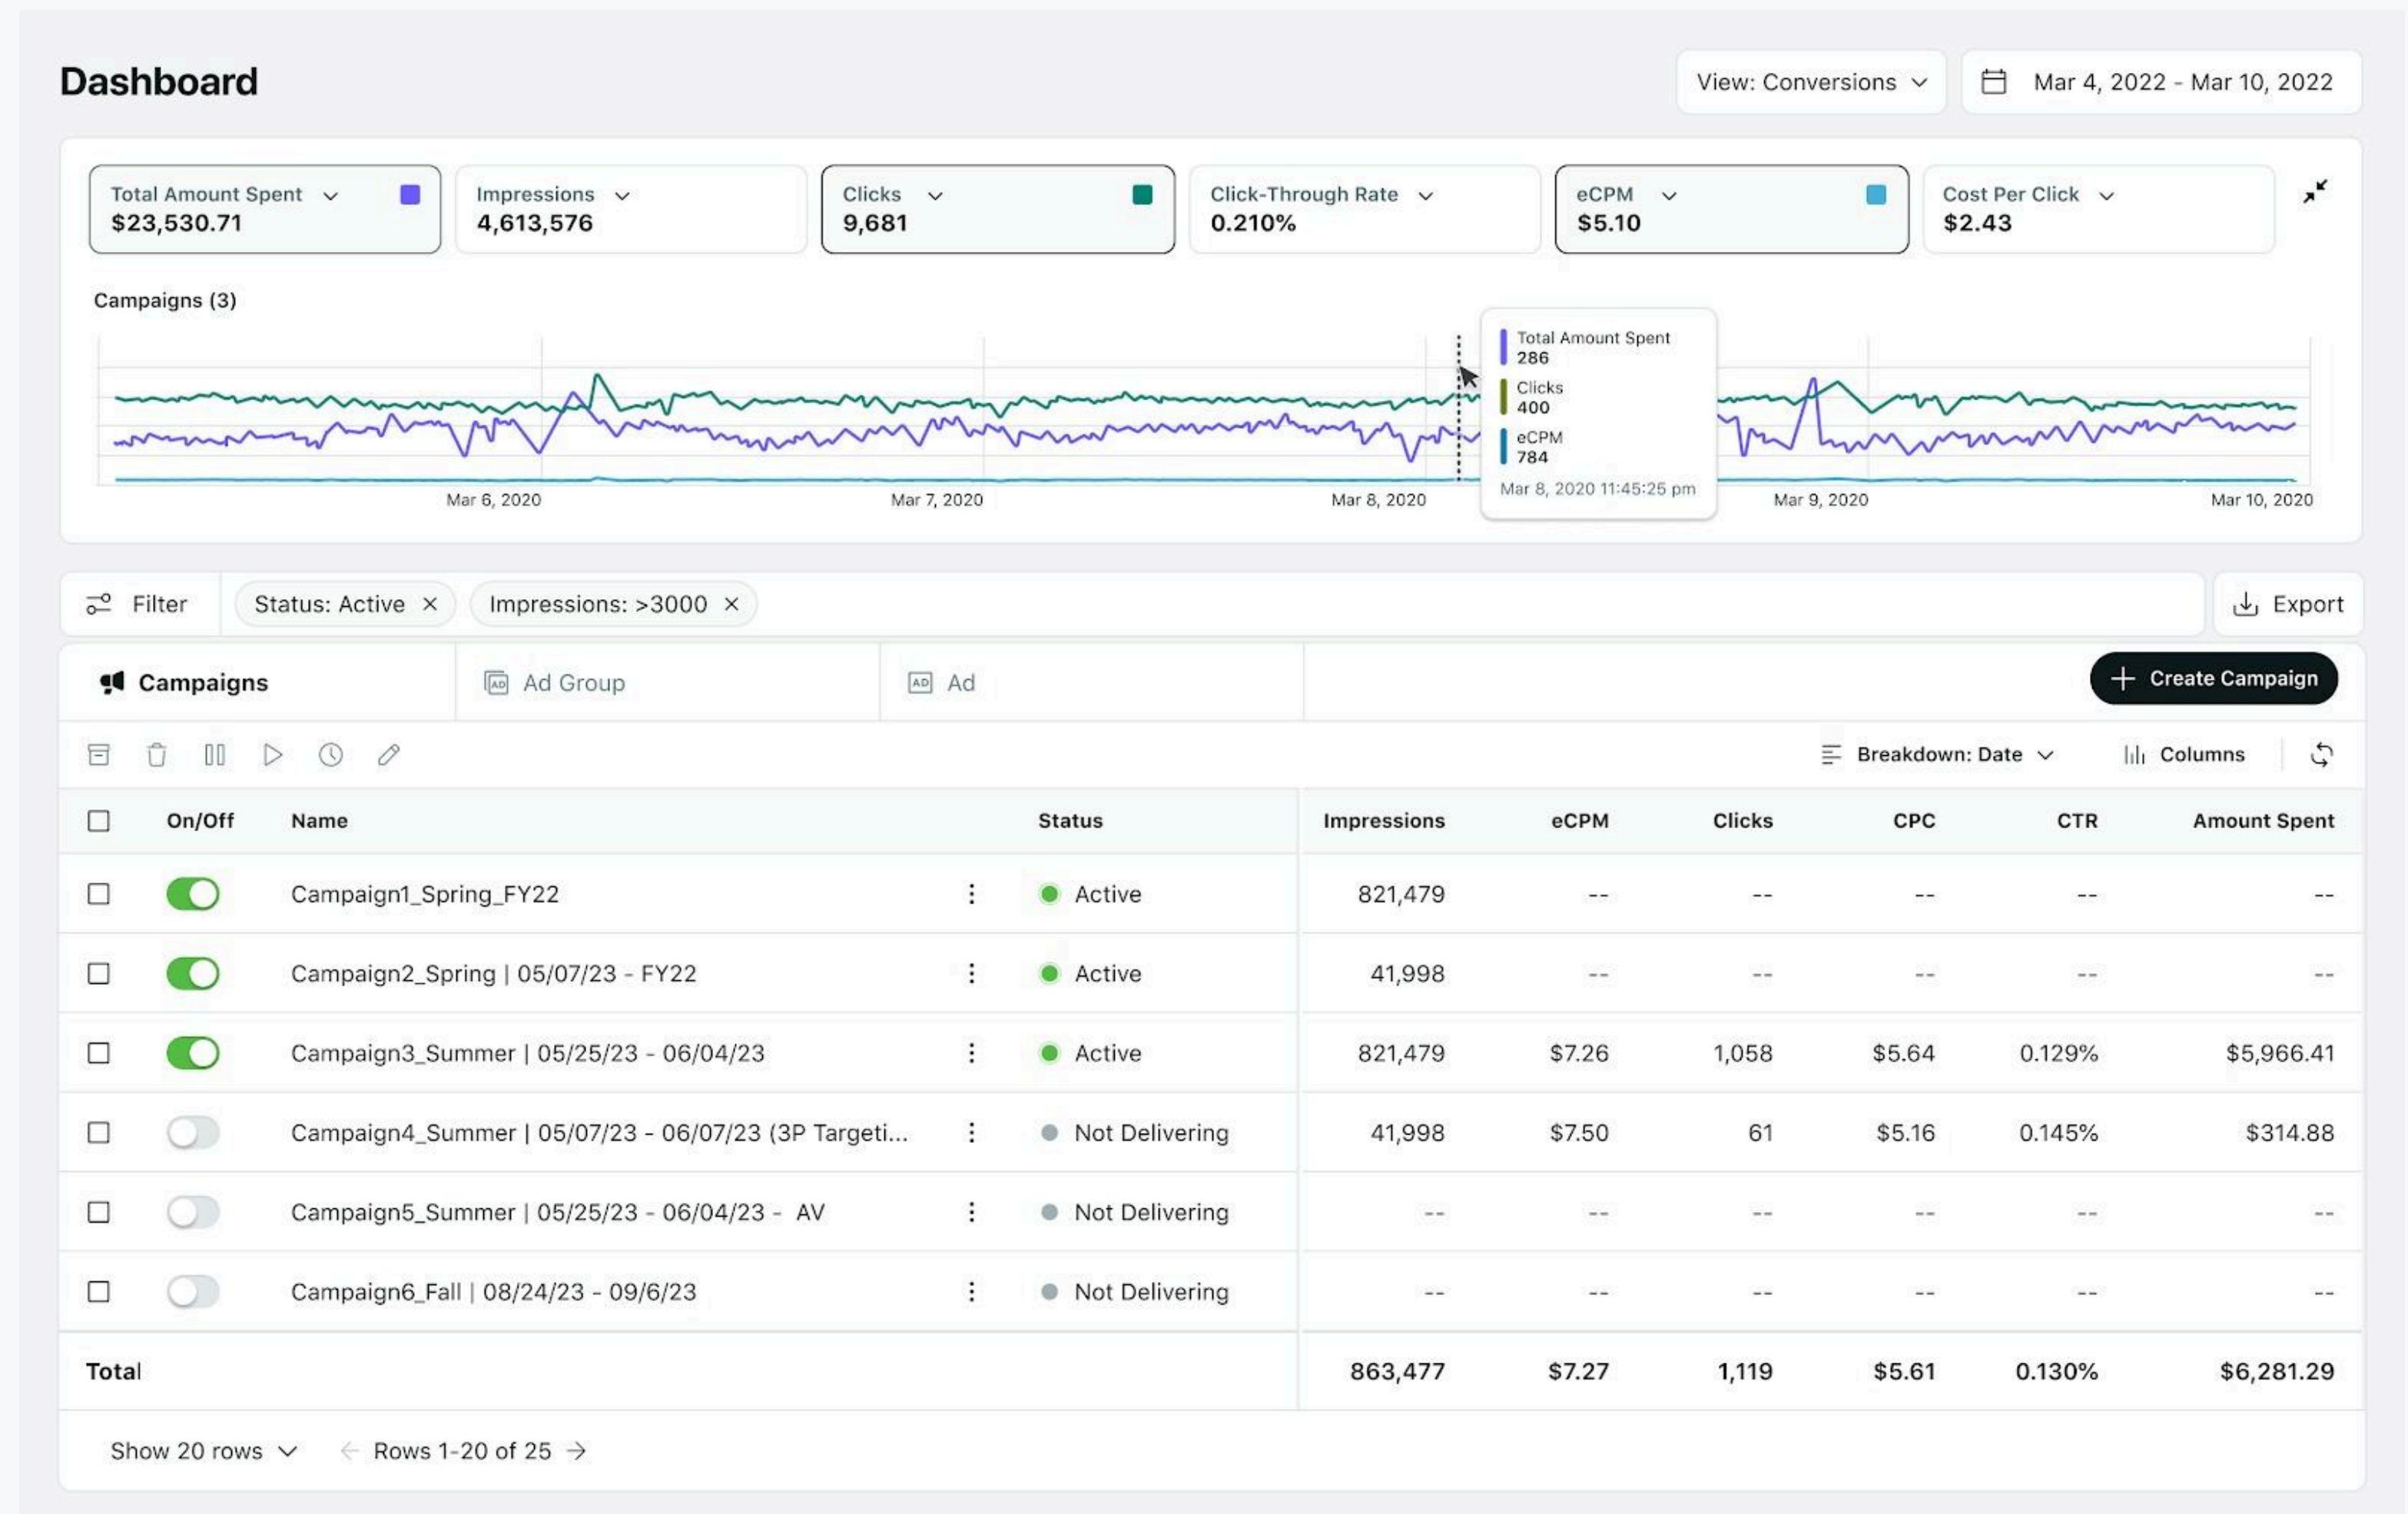 Dashboard
View: Conversions
Mar 4, 2022 - Mar 10, 2022
Total Amount Spent
$23,530.71
Impressions
4,613,576
Clicks
9,681
Click-Through Rate
0.210%
eCPM
$5.10
Cost Per Click
$2.43
Campaigns (3)
Total Amount Spent
286
Clicks
400
eCPM
784
Mar 8, 2020 11:45:25 pm
Mar 6, 2020
Mar 7, 2020
Mar 8, 2020
Mar 9, 2020
Mar 10, 2020
Filter
Status: Active ×
Impressions: >3000 ×
Export
Campaigns
AD Ad Group
AD Ad
+ Create Campaign
Breakdown: Date
Columns
On/Off Name Status Impressions eCPM Clicks CPC CTR Amount Spent
Campaign1_Spring_FY22 Active 821,479 -- -- -- -- --
Campaign2_Spring | 05/07/23 - FY22 Active 41,998 -- -- -- -- --
Campaign3_Summer | 05/25/23 - 06/04/23 Active 821,479 $7.26 1,058 $5.64 0.129% $5,966.41
Campaign4_Summer | 05/07/23 - 06/07/23 (3P Targeti... Not Delivering 41,998 $7.50 61 $5.16 0.145% $314.88
Campaign5_Summer | 05/25/23 - 06/04/23 - AV Not Delivering -- -- -- -- -- --
Campaign6_Fall | 08/24/23 - 09/6/23 Not Delivering -- -- -- -- -- --
Total 863,477 $7.27 1,119 $5.61 0.130% $6,281.29
Show 20 rows
← Rows 1-20 of 25 →